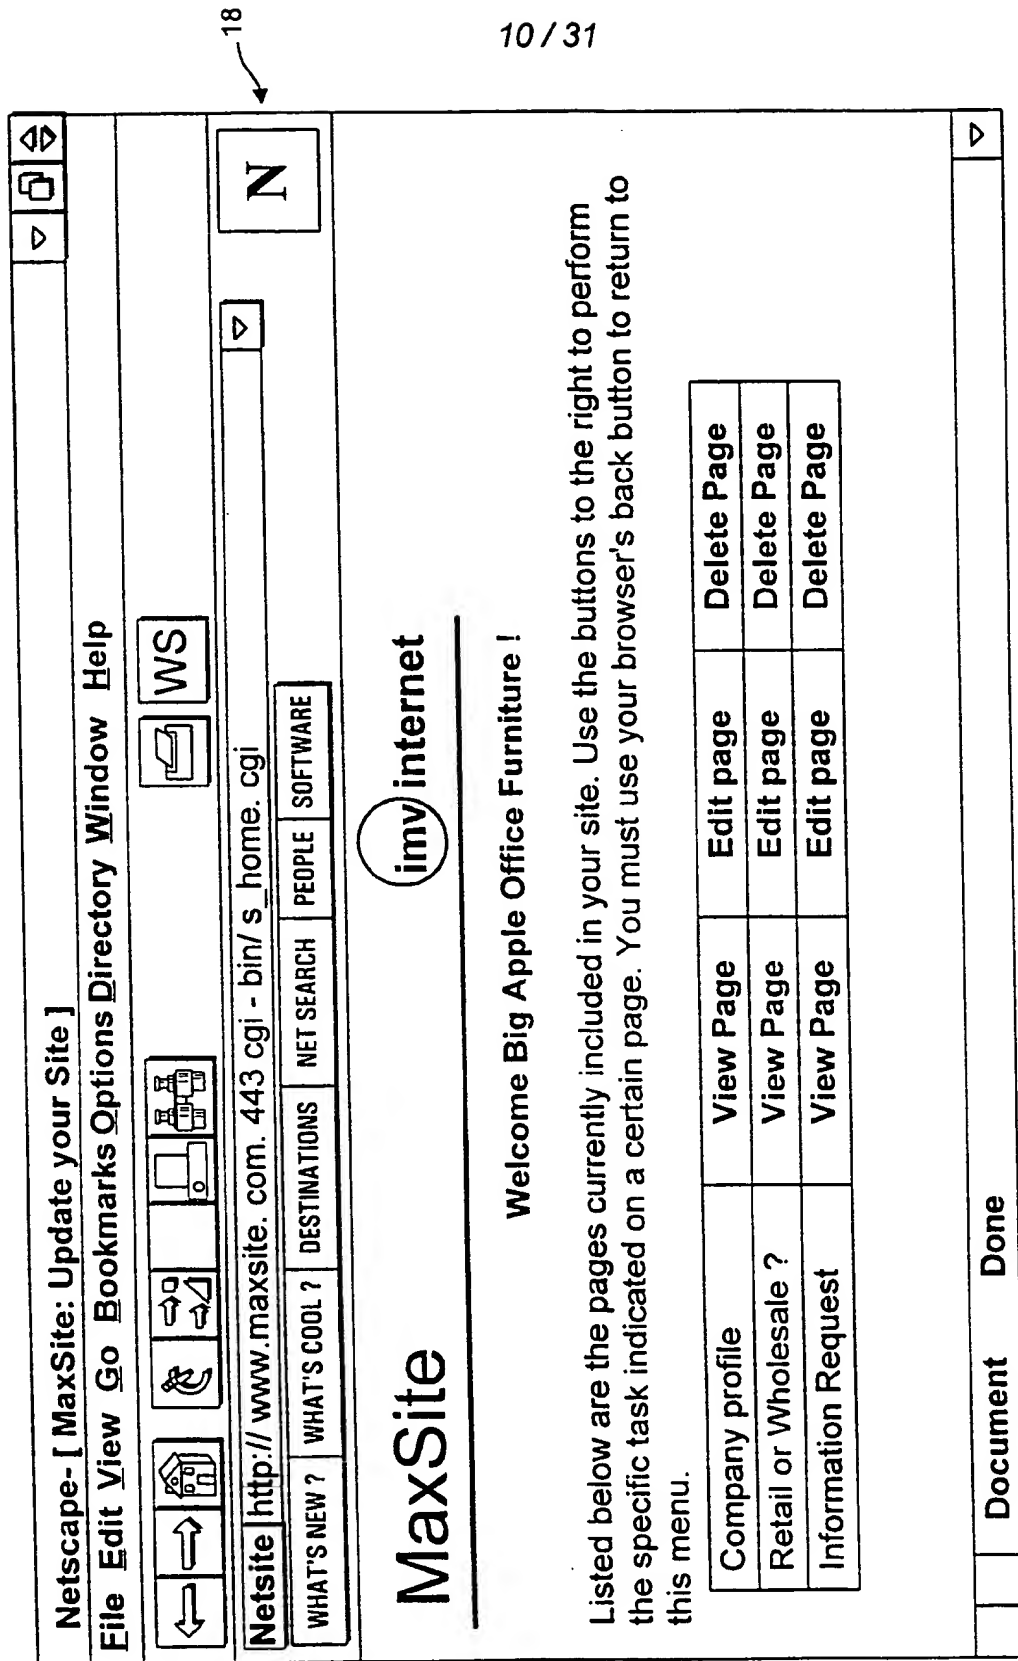 10 / 31
18
Netscape- [ MaxSite: Update your Site ]
File Edit View Go Bookmarks Options Directory Window Help
WS
Netsite http:// www.maxsite. com. 443 cgi - bin/ s_home. cgi
N
WHAT'S NEW ? WHAT'S COOL ? DESTINATIONS NET SEARCH PEOPLE SOFTWARE
MaxSite imv internet
Welcome Big Apple Office Furniture !
Listed below are the pages currently included in your site. Use the buttons to the right to perform
the specific task indicated on a certain page. You must use your browser's back button to return to
this menu.
Company profile View Page Edit page Delete Page
Retail or Wholesale ? View Page Edit page Delete Page
Information Request View Page Edit page Delete Page
Document Done